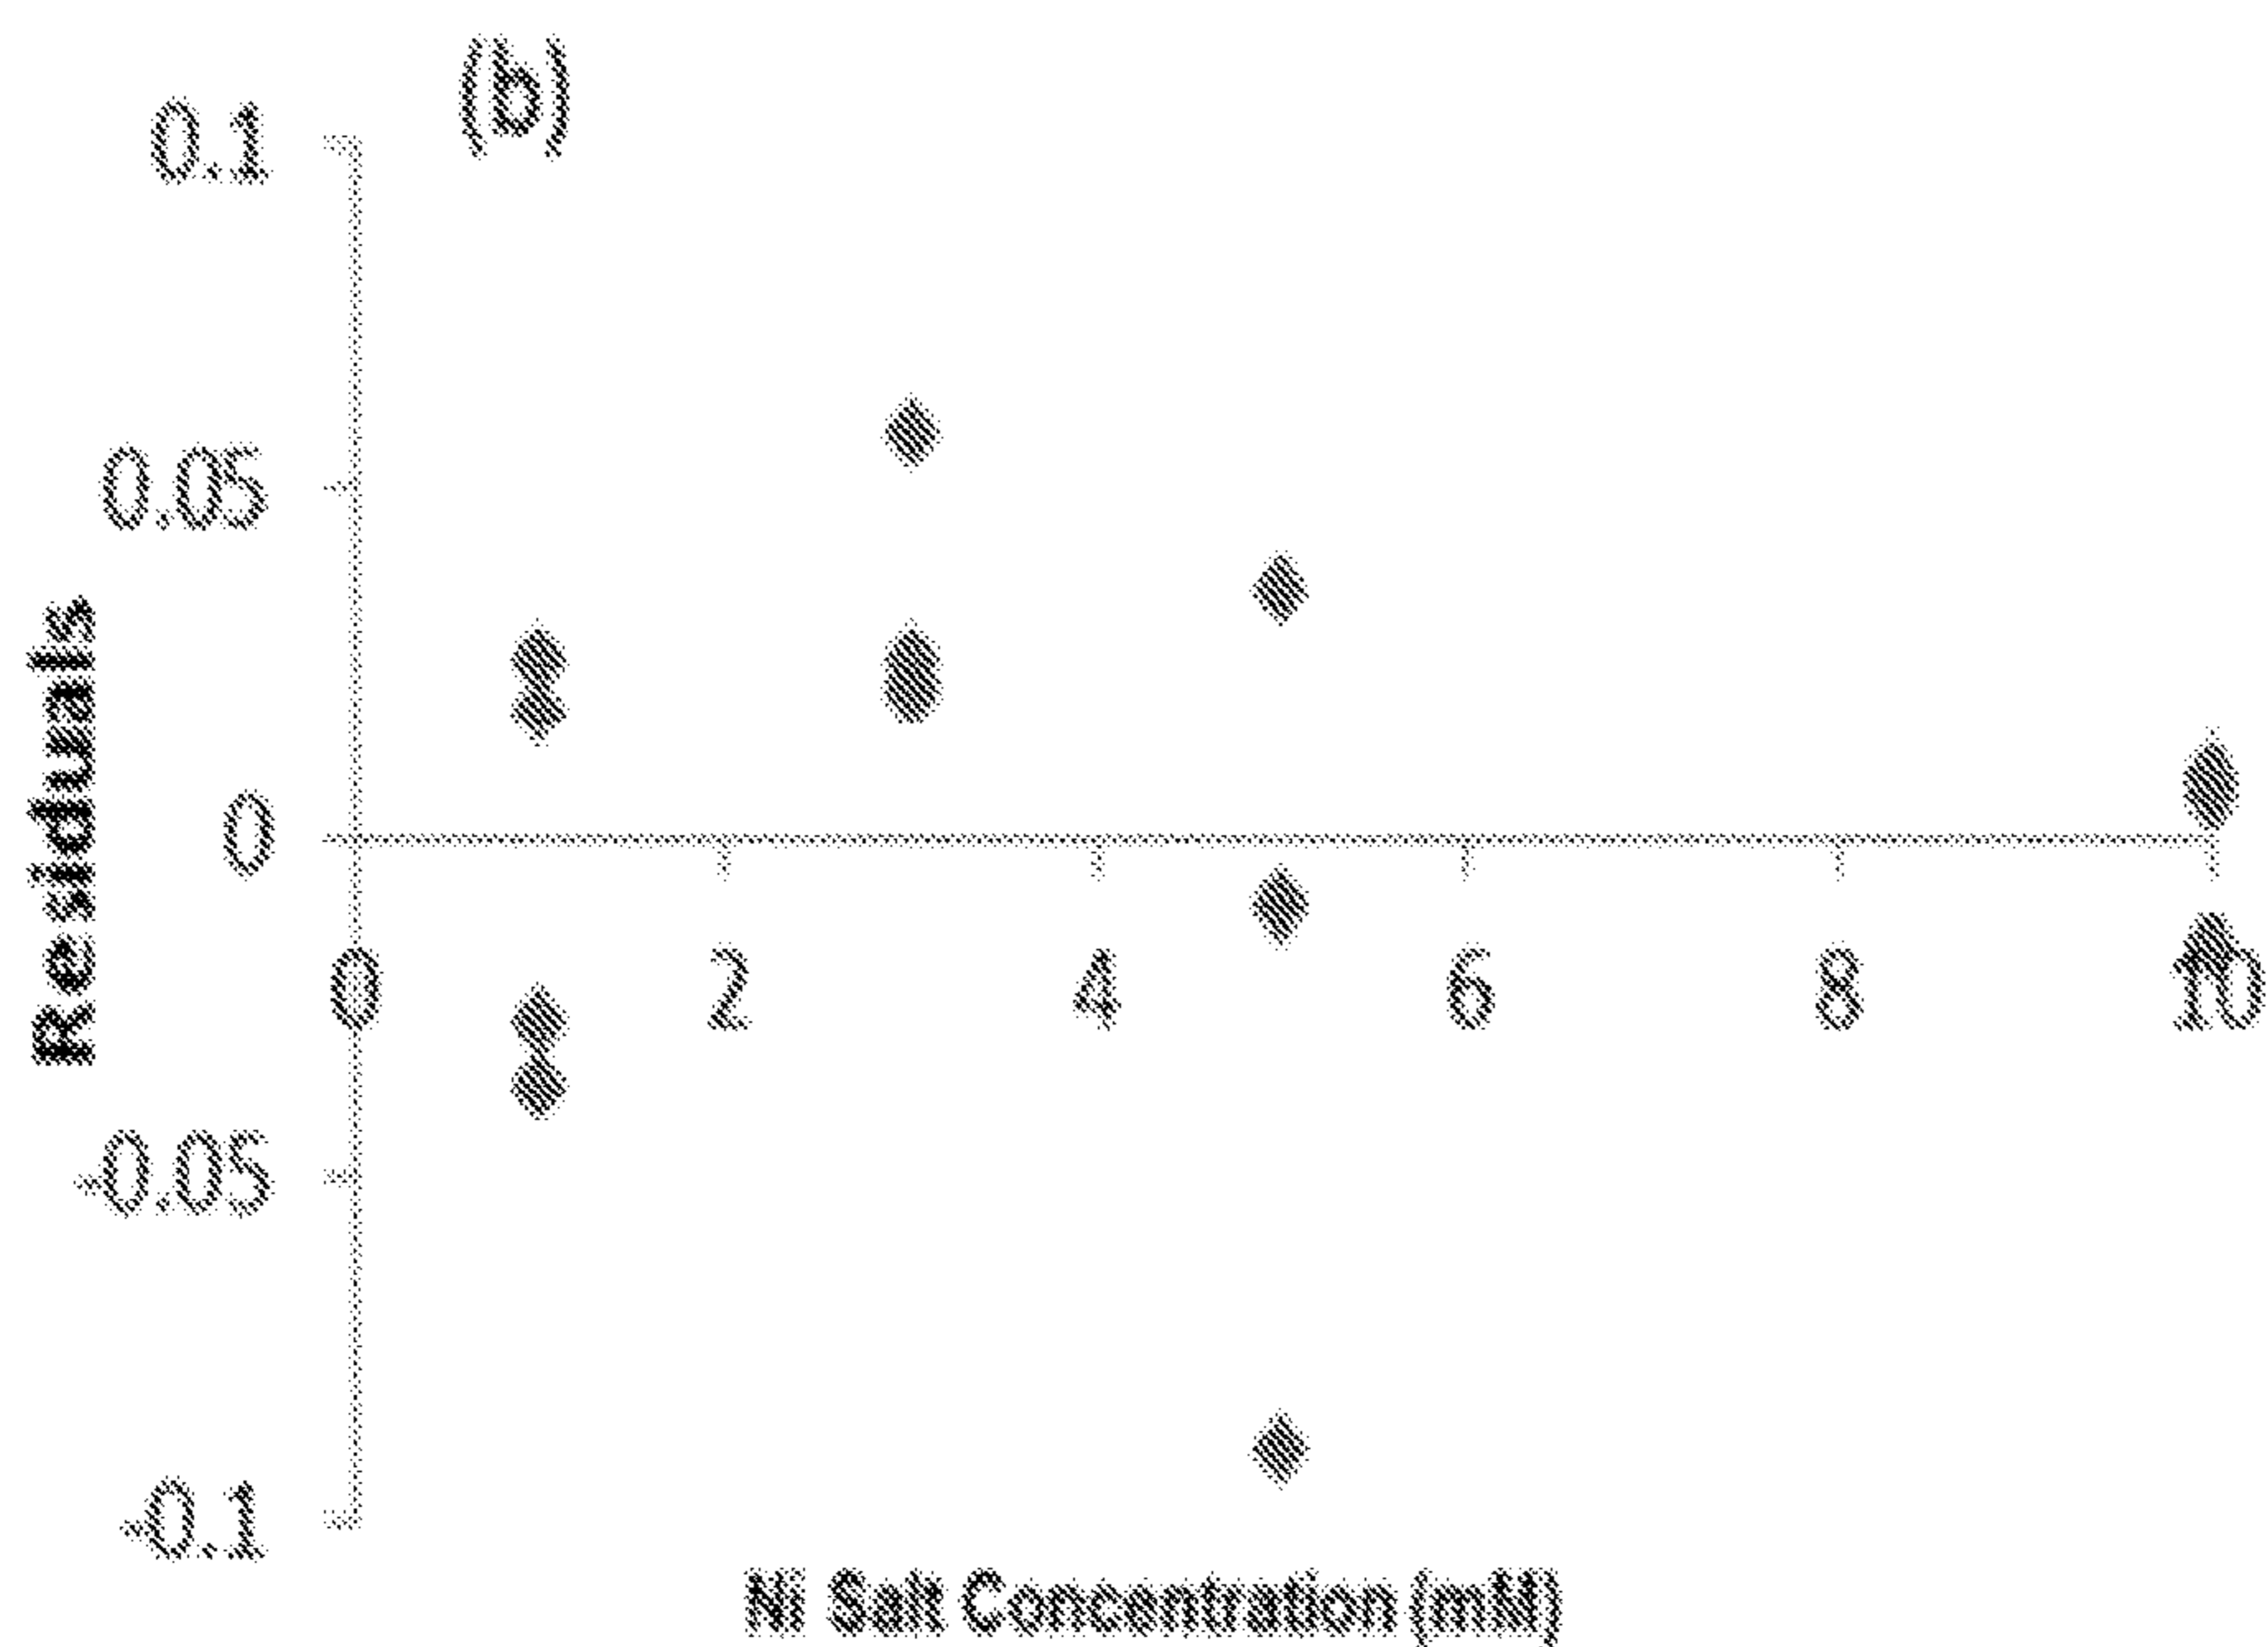 (b)
0.1
0.05
0
-0.05
-0.1
Residuals
0 2 4 6 8 10
Ni Salt Concentration (mM)